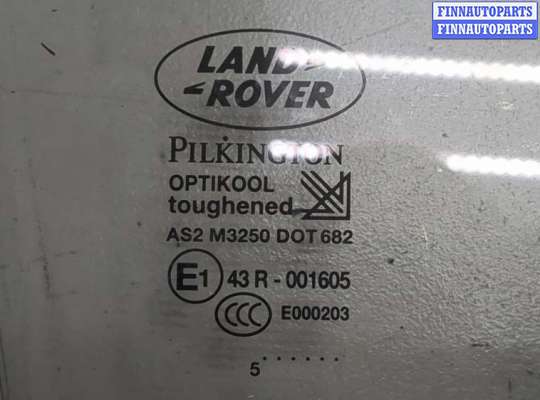 FINNAUTOPARTS
FINNAUTOPARTS
LAND
ROVER
PILKINGTON
OPTIKOOL
toughened
AS2 M3250 DOT 682
E1 43 R - 001605
CCC E000203
5 . . . . . .